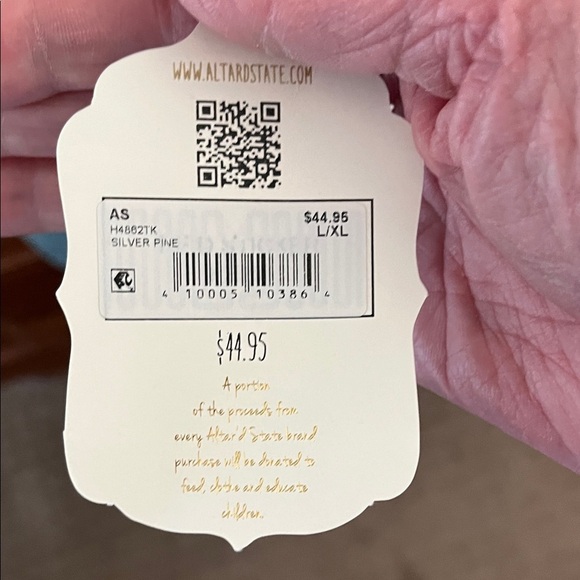 WWW.ALTARDSTATE.COM
AS $44.95
H4862TK L/XL
SILVER PINE
4 10005 10386 4
$44.95
A portion
of the proceeds from
every Altar'd State brand
purchase will be donated to
feed, clothe and educate
children.